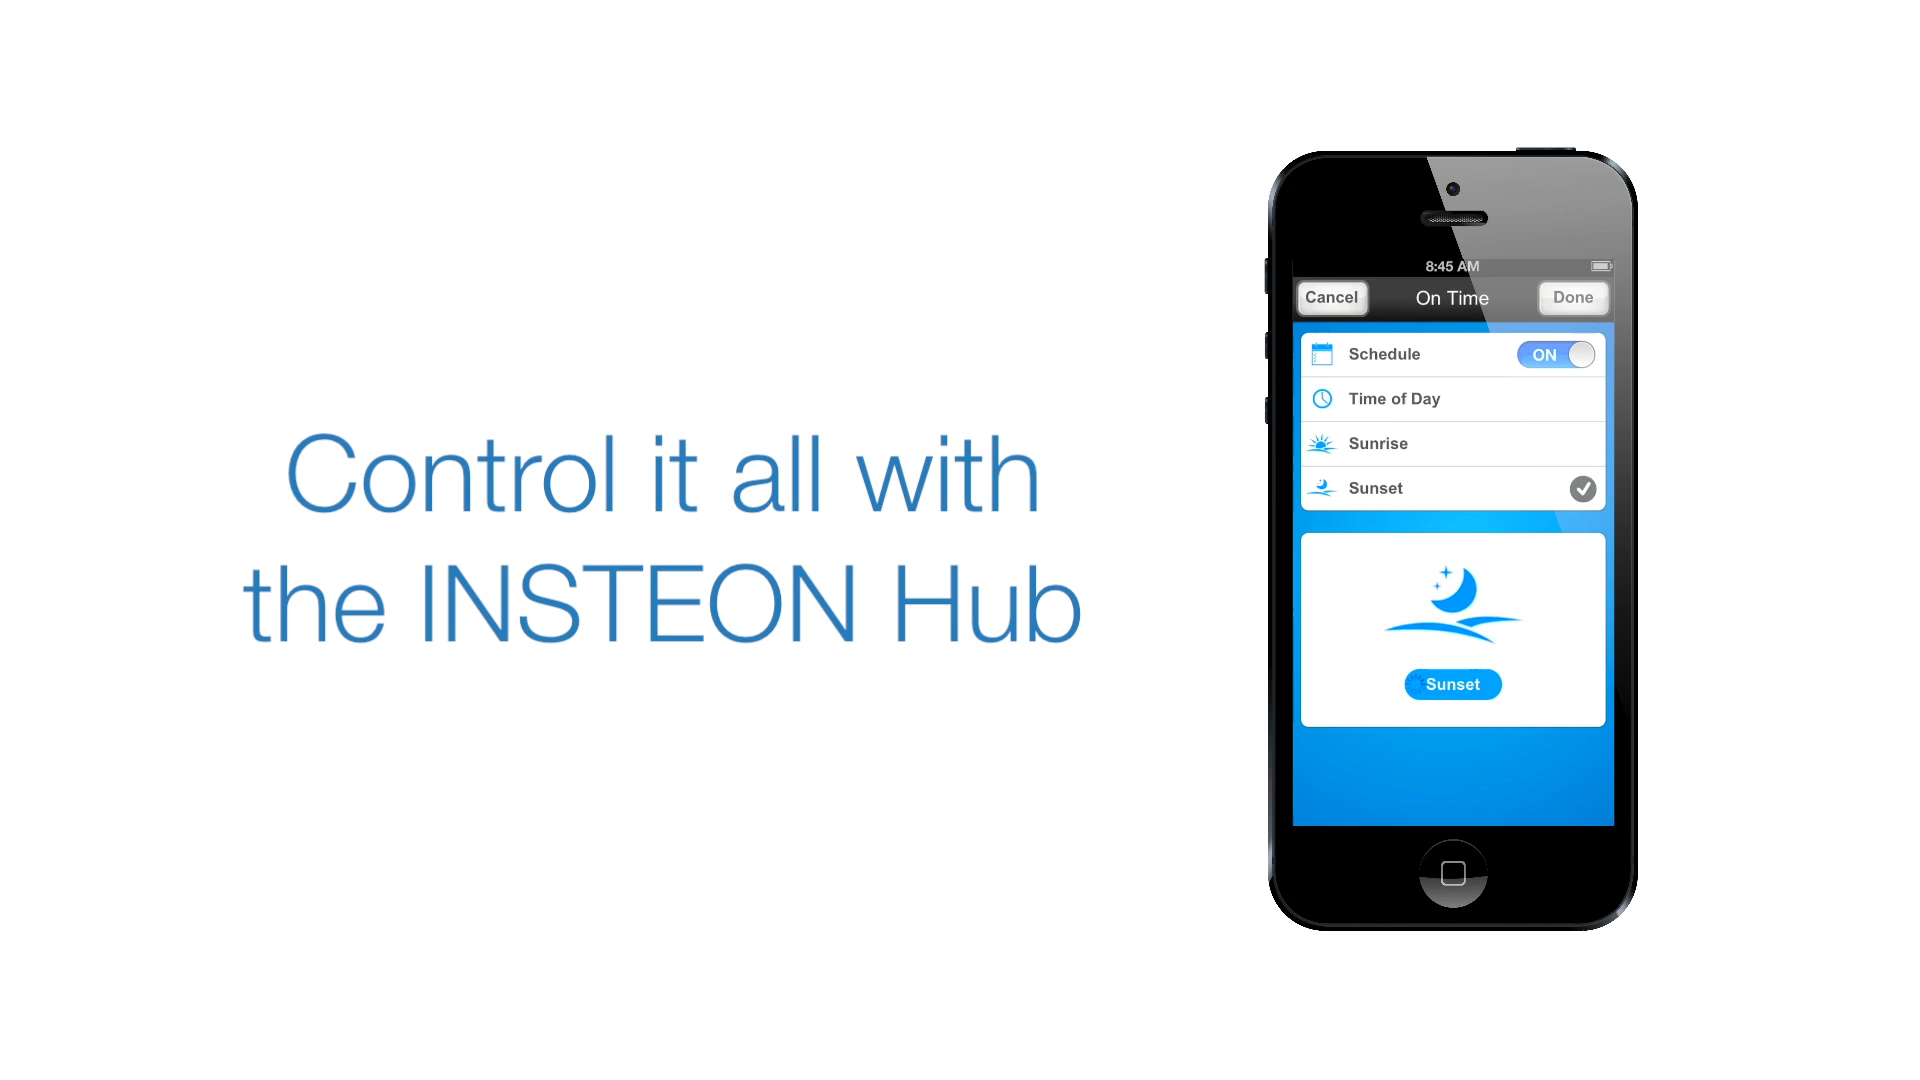 Control it all with
the INSTEON Hub
8:45 AM
Cancel
On Time
Done
Schedule
ON
Time of Day
Sunrise
Sunset
Sunset